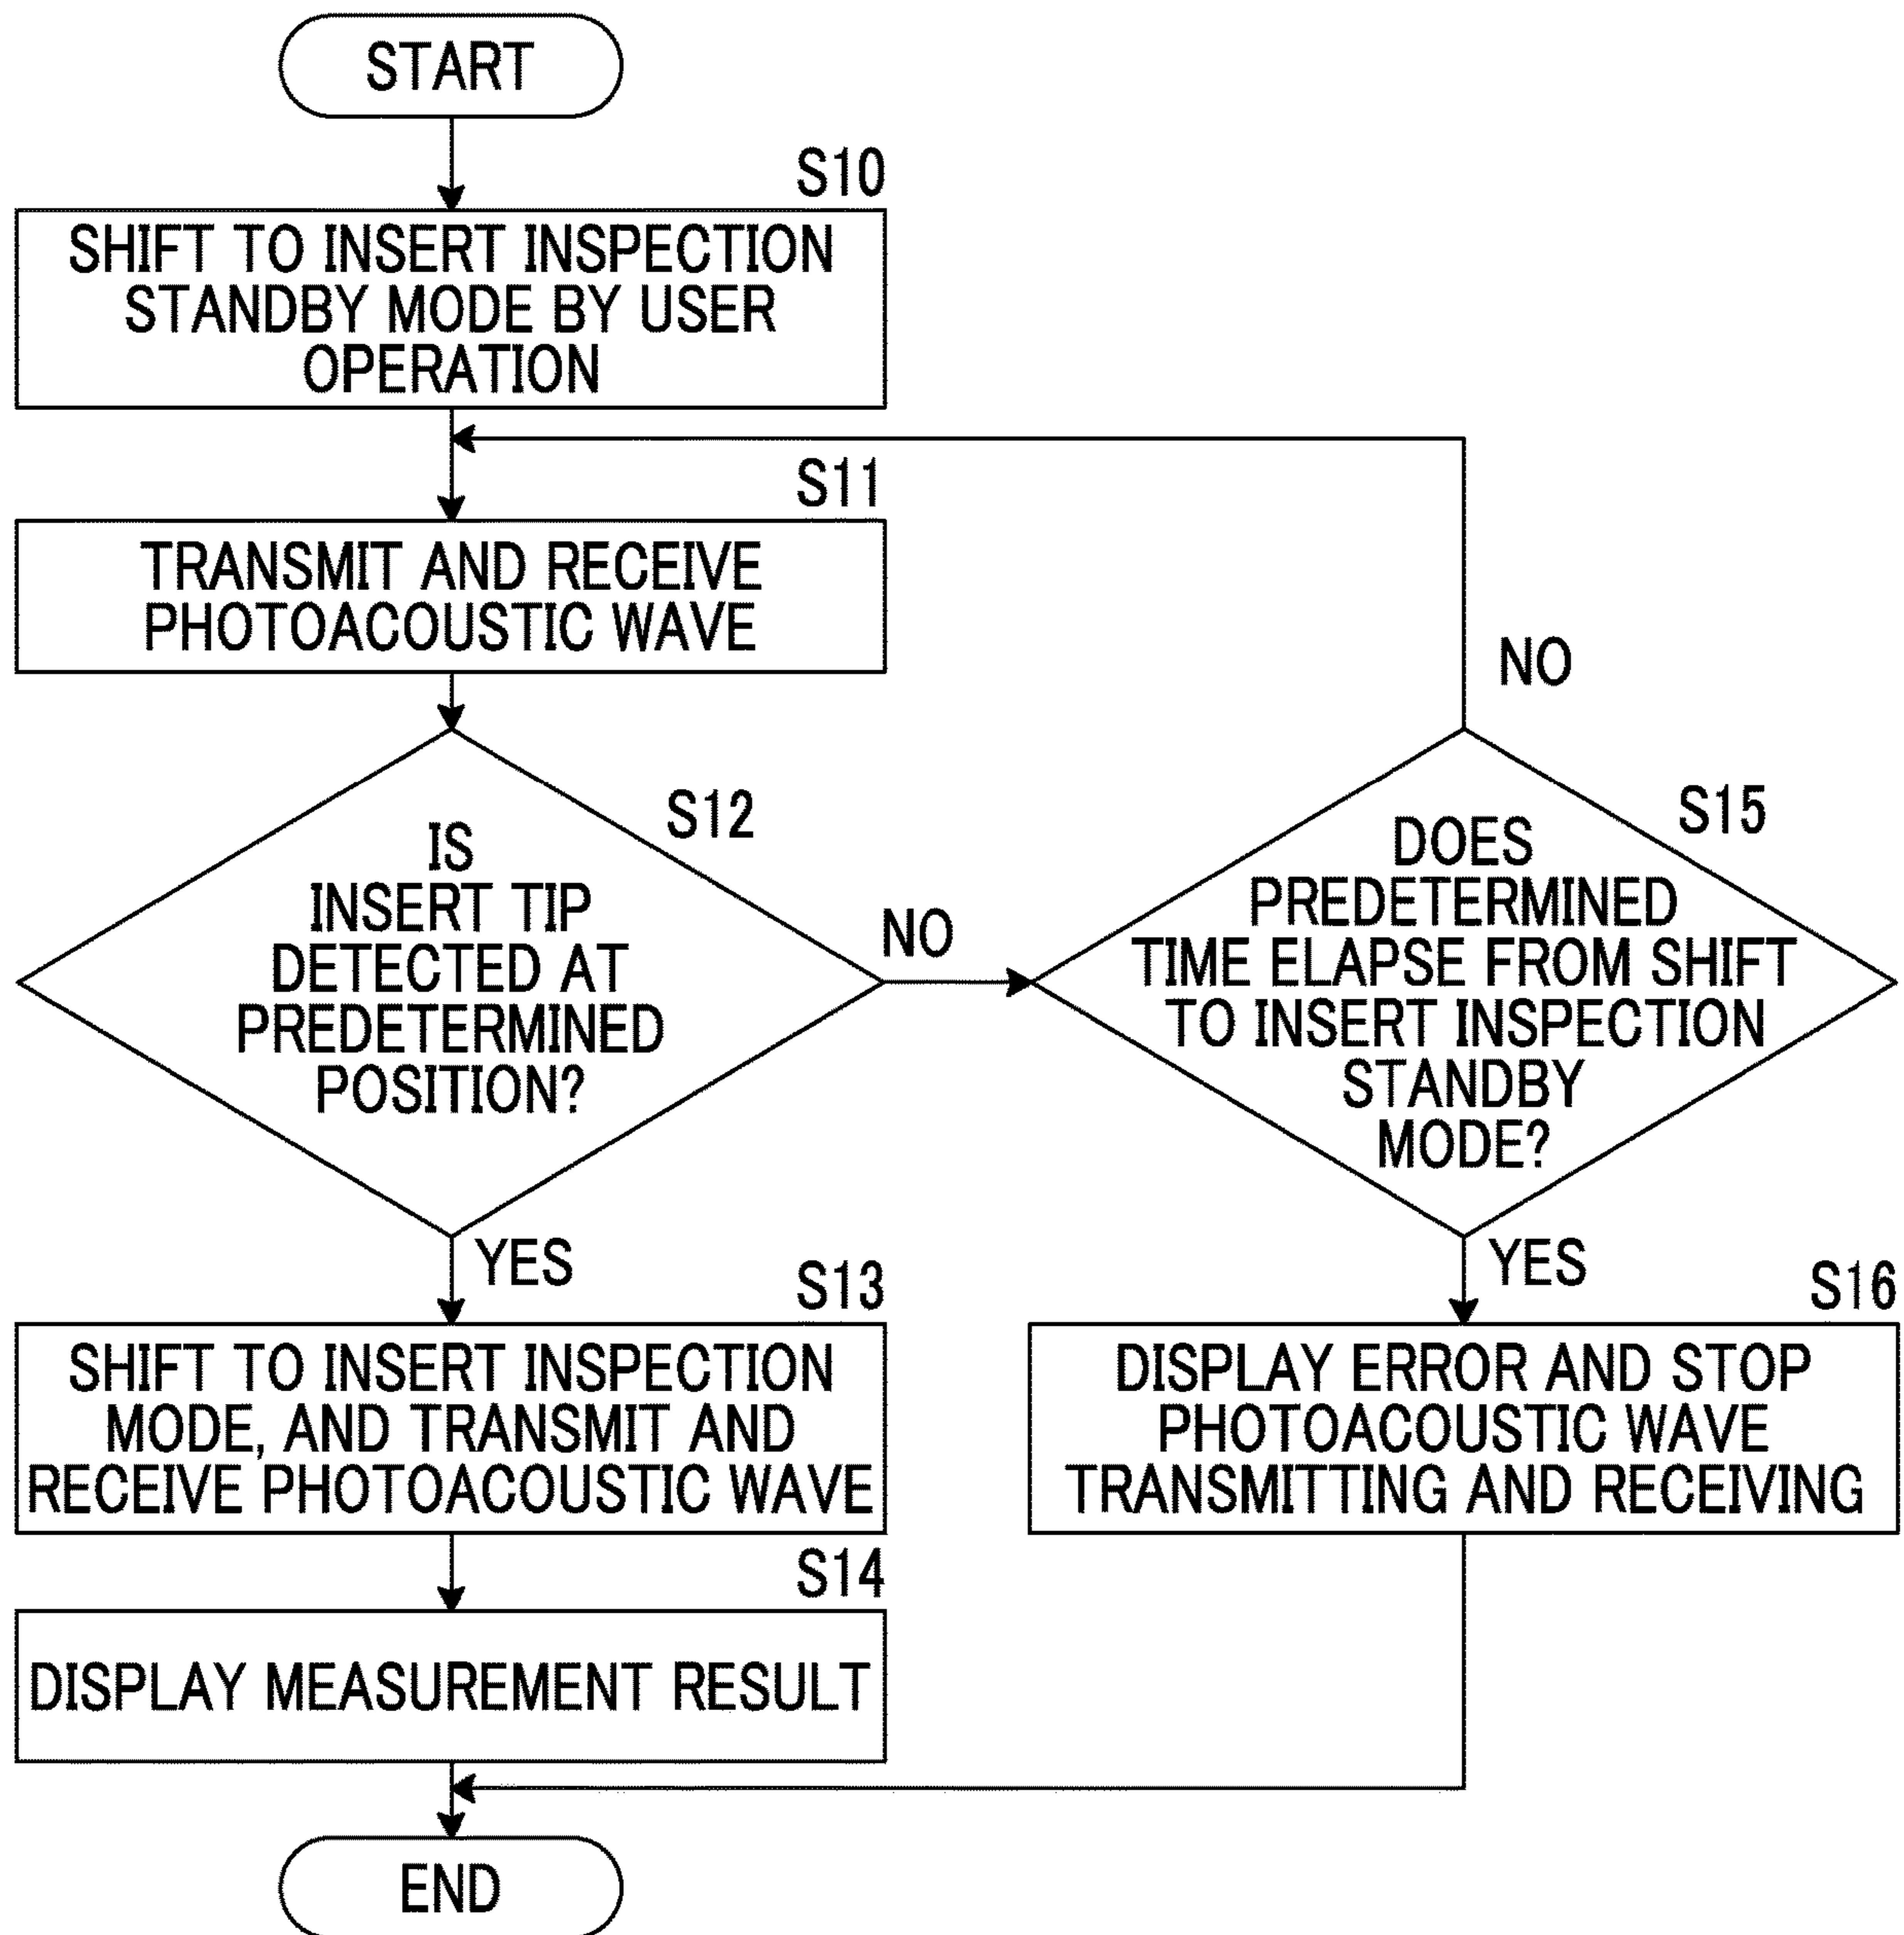 START
S10
SHIFT TO INSERT INSPECTION
STANDBY MODE BY USER
OPERATION
S11
TRANSMIT AND RECEIVE
PHOTOACOUSTIC WAVE
S12
IS
INSERT TIP
DETECTED AT
PREDETERMINED
POSITION?
NO
YES
S15
DOES
PREDETERMINED
TIME ELAPSE FROM SHIFT
TO INSERT INSPECTION
STANDBY
MODE?
NO
YES
S13
SHIFT TO INSERT INSPECTION
MODE, AND TRANSMIT AND
RECEIVE PHOTOACOUSTIC WAVE
S16
DISPLAY ERROR AND STOP
PHOTOACOUSTIC WAVE
TRANSMITTING AND RECEIVING
S14
DISPLAY MEASUREMENT RESULT
END